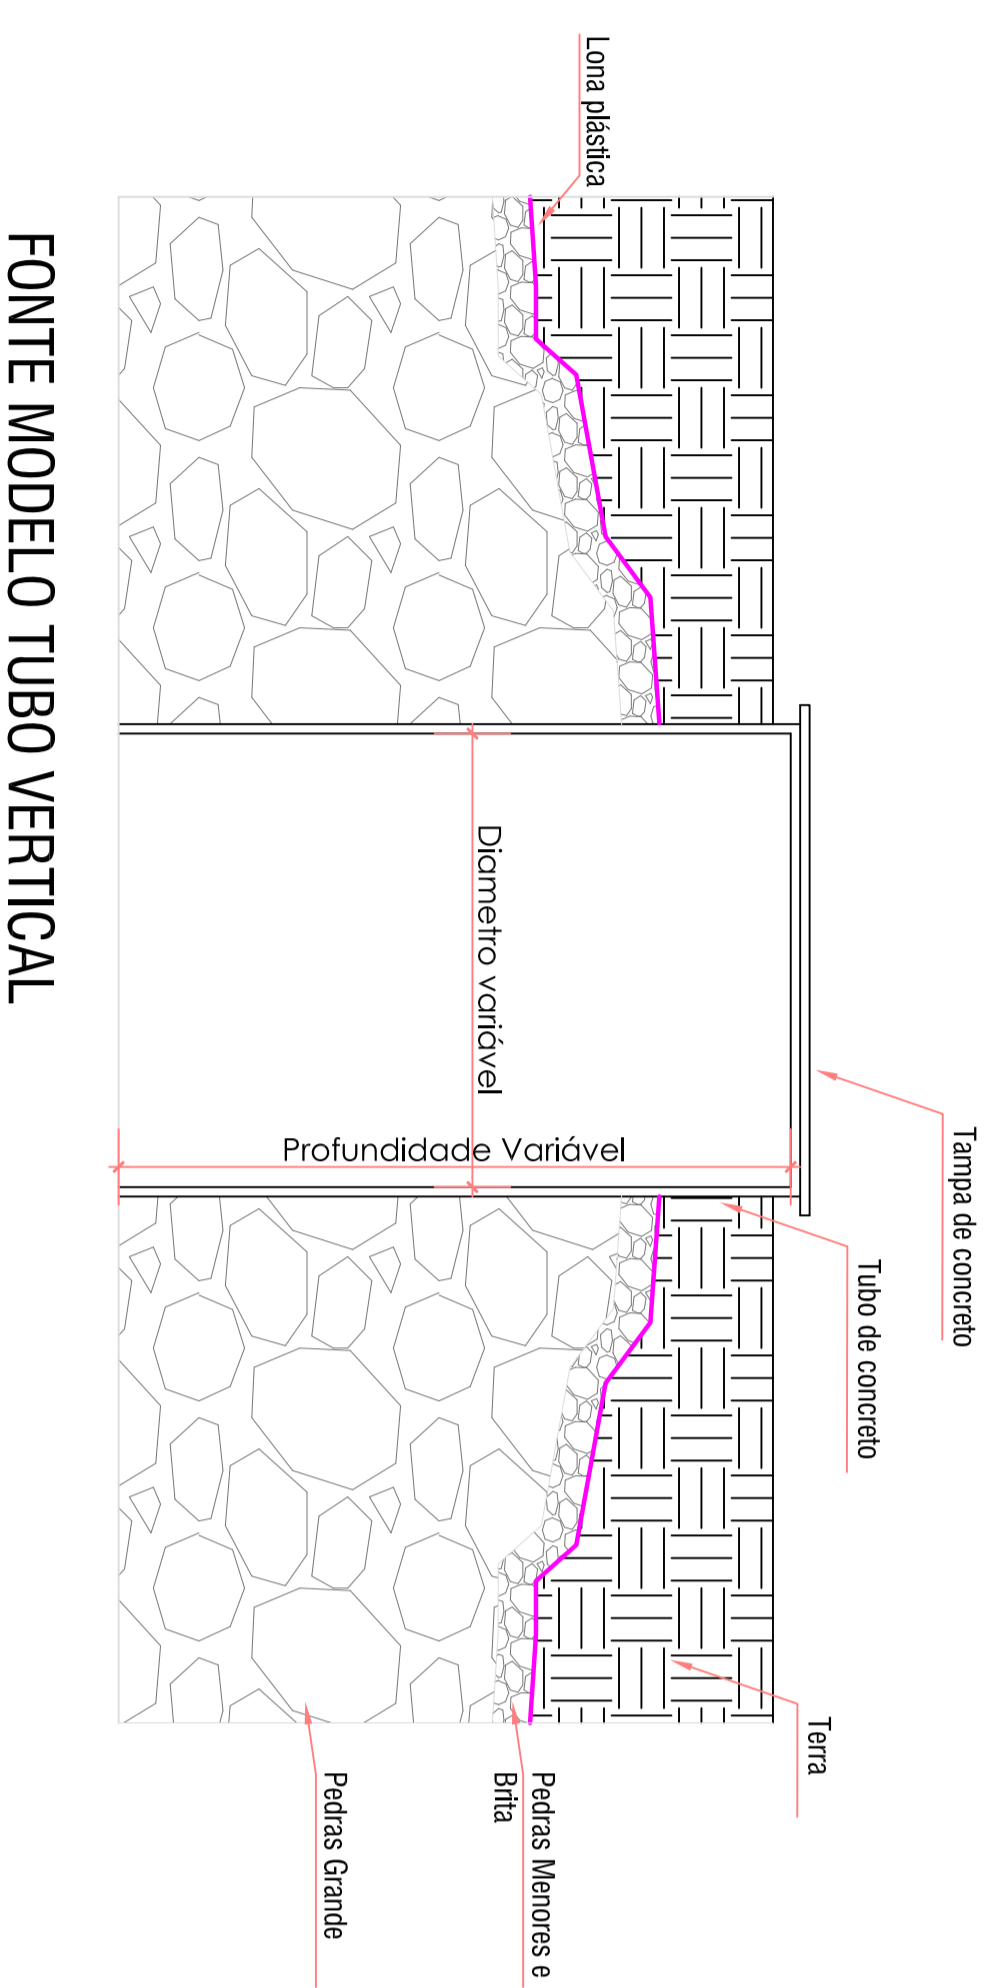 Tampa de concreto
Tubo de concreto
Terra
Lona plástica
Diametro variável
Profundidade Variável
Pedras Menores e
Brita
Pedras Grande
FONTE MODELO TUBO VERTICAL